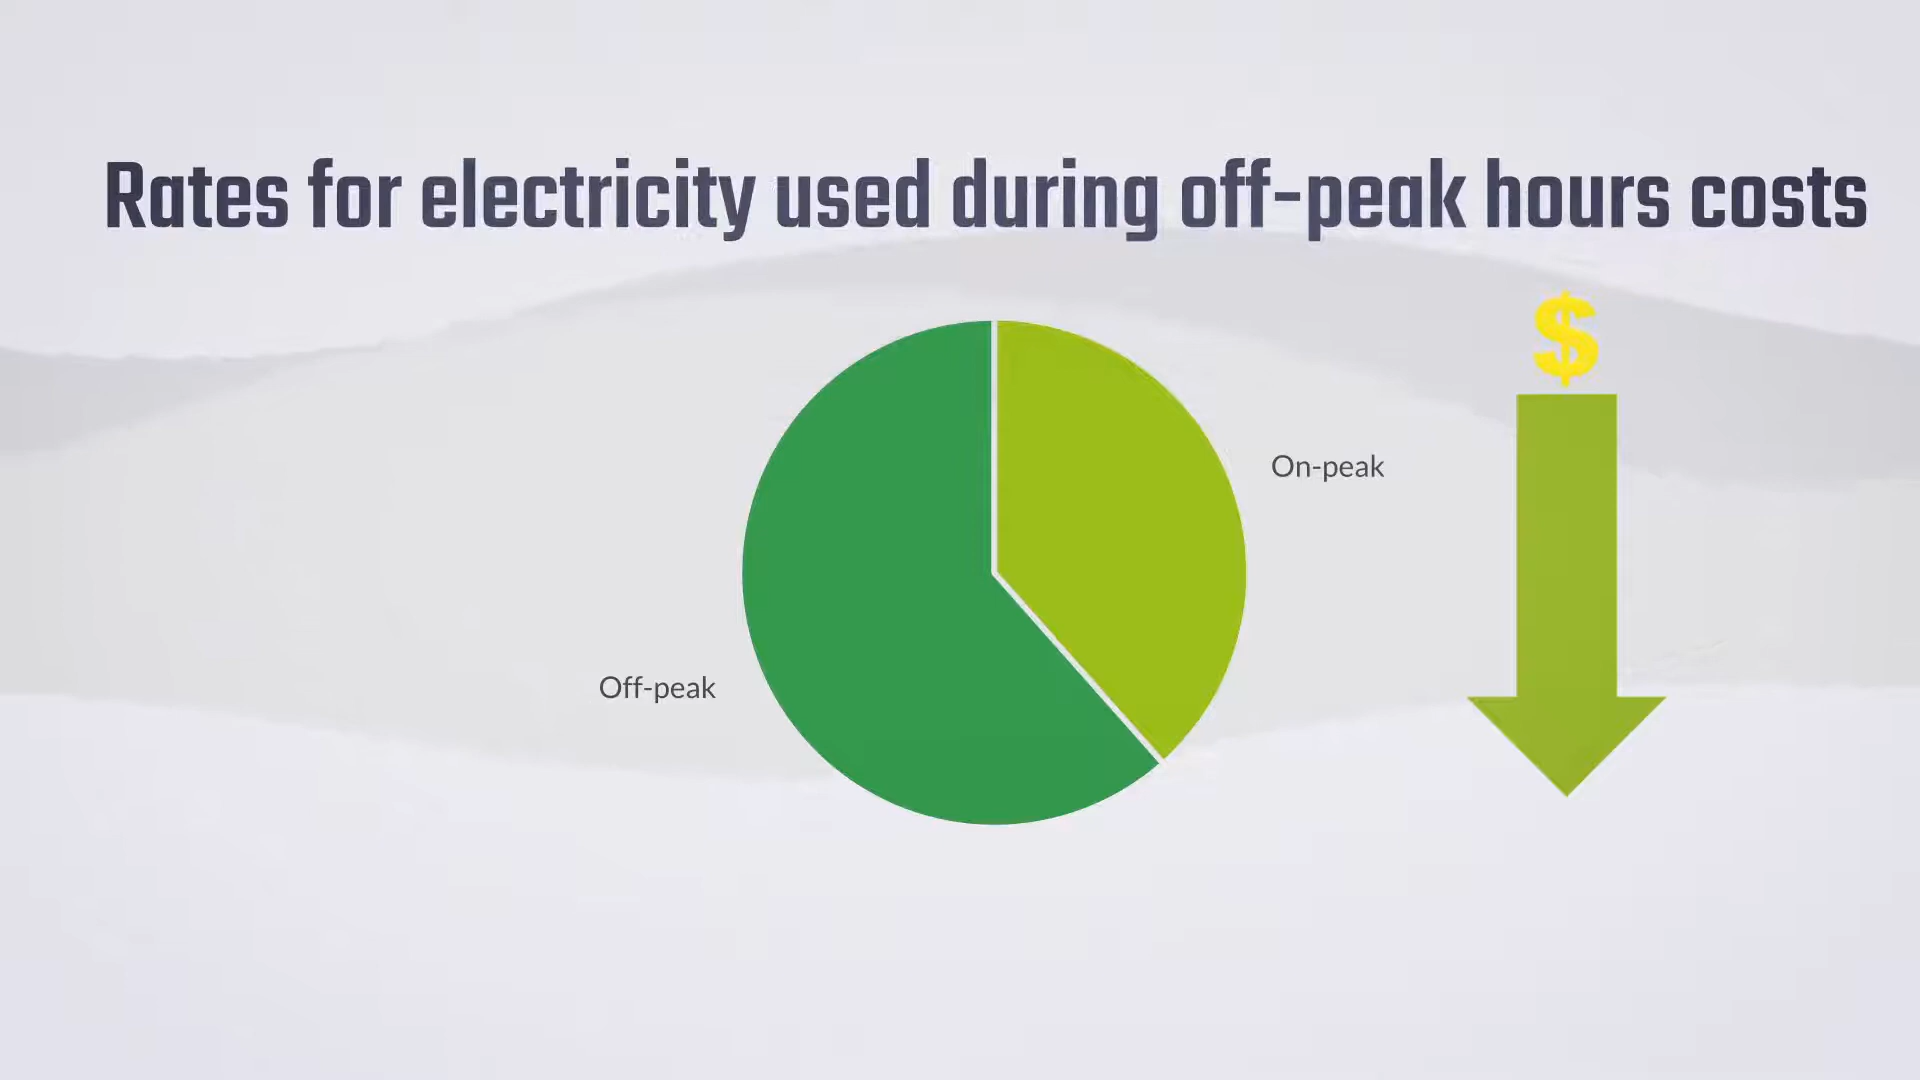 Rates for electricity used during off-peak hours costs
$
On-peak
Off-peak